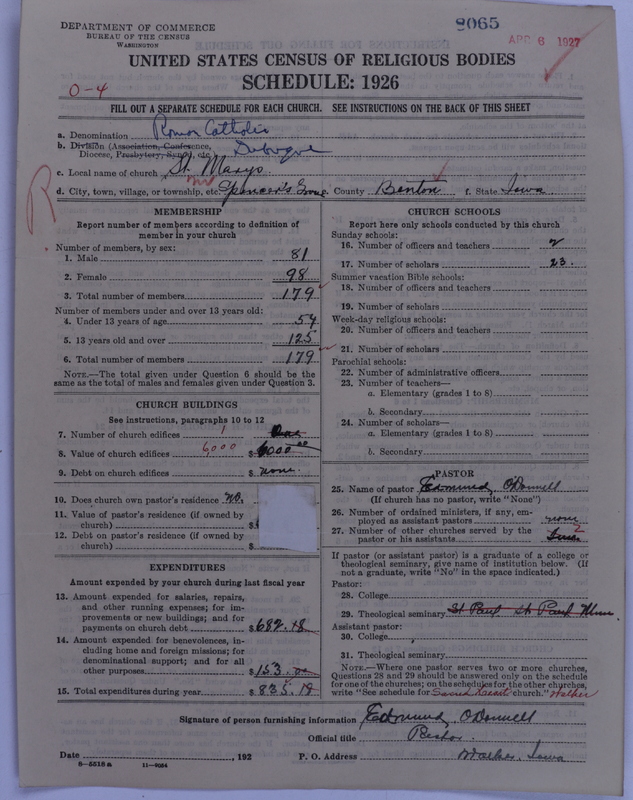 DEPARTMENT OF COMMERCE
BUREAU OF THE CENSUS
WASHINGTON
8065
APR 6 1927
UNITED STATES CENSUS OF RELIGIOUS BODIES
SCHEDULE: 1926
0-4
FILL OUT A SEPARATE SCHEDULE FOR EACH CHURCH. SEE INSTRUCTIONS ON THE BACK OF THIS SHEET
a. Denomination Roman Catholic
b. Division (Association, Conference,
Diocese, Presbytery, Synod, etc.) Dubuque
c. Local name of church St. Marys
d. City, town, village, or township, etc. Spencer's Grove e. County Benton f. State Iowa
R
MEMBERSHIP
Report number of members according to definition of
member in your church
Number of members, by sex:
1. Male 81
2. Female 98
3. Total number of members 179
Number of members under and over 13 years old:
4. Under 13 years of age 54
5. 13 years old and over 125
6. Total number of members 179
NOTE.—The total given under Question 6 should be
same as the total of males and females given under Question 3.
CHURCH BUILDINGS
See instructions, paragraphs 10 to 12
7. Number of church edifices 1 One
8. Value of church edifices 6000 $ 6000.00
9. Debt on church edifices $ none.
10. Does church own pastor's residence? No.
11. Value of pastor's residence (if owned by
church) $
12. Debt on pastor's residence (if owned by
church)
EXPENDITURES
Amount expended by your church during last fiscal year
13. Amount expended for salaries, repairs,
and other running expenses; for im-
provements or new buildings; and for
payments on church debt $ 682.18
14. Amount expended for benevolences, in-
cluding home and foreign missions; for
denominational support; and for all
other purposes $ 153.00
15. Total expenditures during year $ 835.18
CHURCH SCHOOLS
Report here only schools conducted by this church
Sunday schools:
16. Number of officers and teachers 2
17. Number of scholars 23.
Summer vacation Bible schools:
18. Number of officers and teachers
19. Number of scholars
Week-day religious schools:
20. Number of officers and teachers
21. Number of scholars
Parochial schools:
22. Number of administrative officers
23. Number of teachers—
a. Elementary (grades 1 to 8)
b. Secondary
24. Number of scholars—
a. Elementary (grades 1 to 8)
b. Secondary
PASTOR
25. Name of pastor Edmund O'Donnell
(If church has no pastor, write "None")
26. Number of ordained ministers, if any, em-
ployed as assistant pastors none
27. Number of other churches served by the 2
pastor or his assistants
If pastor (or assistant pastor) is a graduate of a college or
theological seminary, give name of institution below. (If
not a graduate, write "No" in the space indicated.)
Pastor:
28. College
29. Theological seminary St Paul St Paul Minn.
Assistant pastor:
30. College
31. Theological seminary
NOTE.—Where one pastor serves two or more churches,
Questions 28 and 29 should be answered only on the schedule
for one of the churches; on the schedules for the other churches,
write "See schedule for Sacred Heart church." Walker
Signature of person furnishing information Edmund O'Donnell
Official title Rector
Date , 192 P. O. Address Walker, Iowa
8—5518a 11—9064